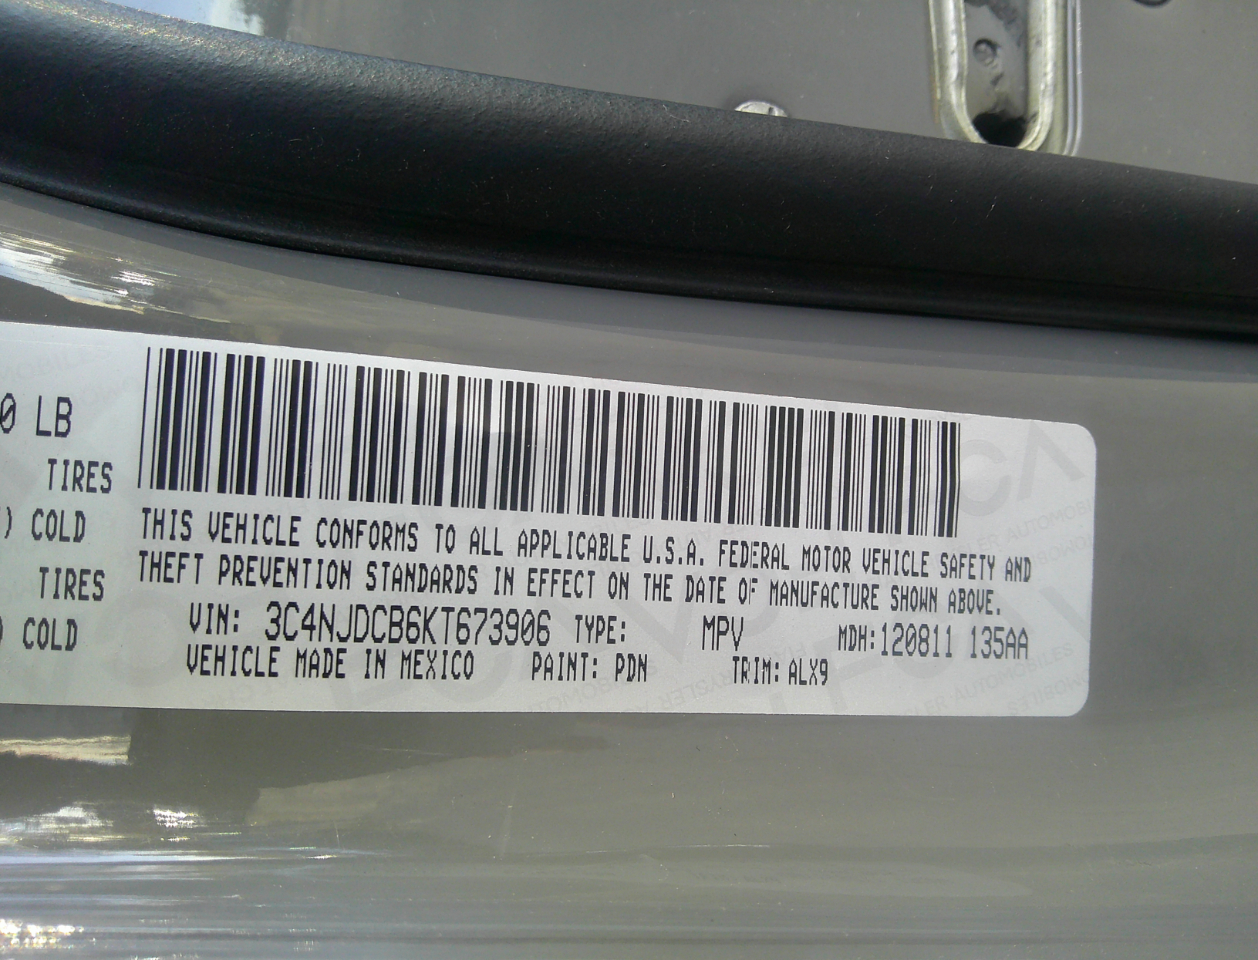 0 LB
TIRES
) COLD
TIRES
) COLD
THIS VEHICLE CONFORMS TO ALL APPLICABLE U.S.A. FEDERAL MOTOR VEHICLE SAFETY AND
THEFT PREVENTION STANDARDS IN EFFECT ON THE DATE OF MANUFACTURE SHOWN ABOVE.
VIN: 3C4NJDCB6KT673906 TYPE: MPV MDH:120811 135AA
VEHICLE MADE IN MEXICO PAINT: PDN TRIM: ALX9